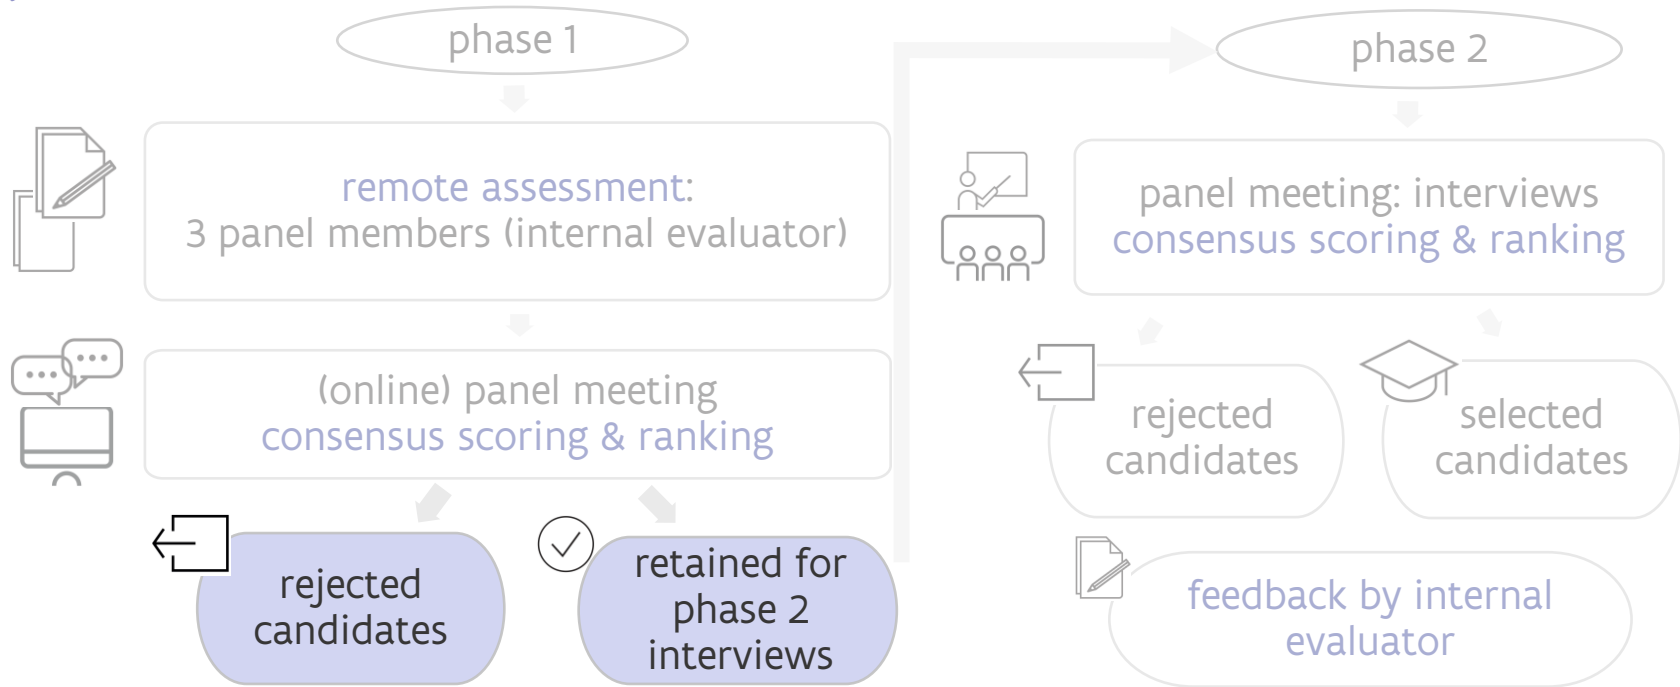 phase 1
remote assessment:
3 panel members (internal evaluator)
(online) panel meeting
consensus scoring & ranking
rejected
candidates
retained for
phase 2
interviews
phase 2
panel meeting: interviews
consensus scoring & ranking
rejected
candidates
selected
candidates
feedback by internal
evaluator